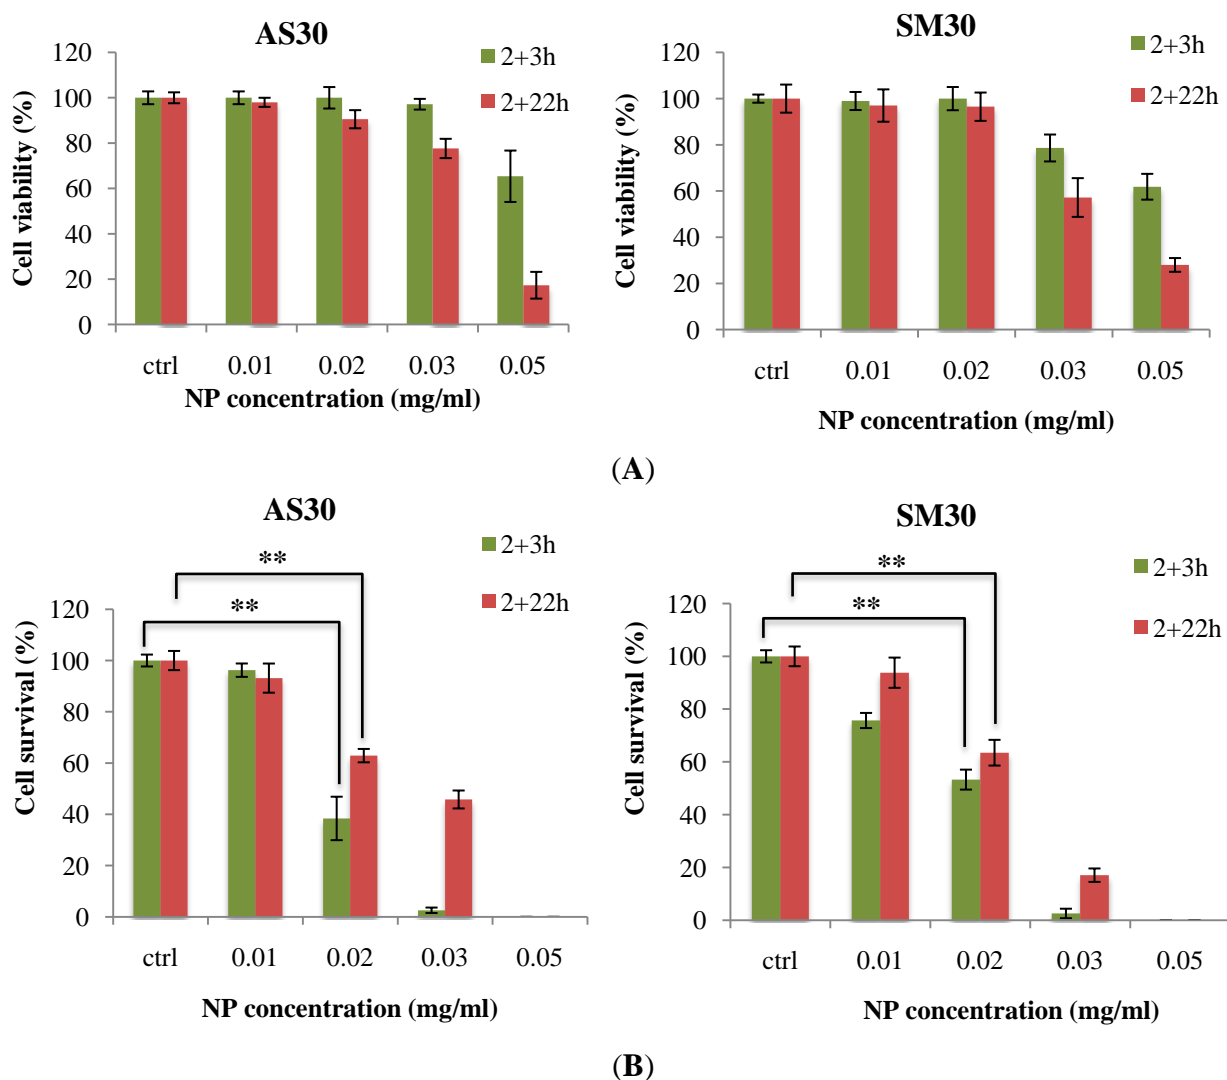 AS30
2+3h
2+22h
Cell viability (%)
120
100
80
60
40
20
0
ctrl 0.01 0.02 0.03 0.05
NP concentration (mg/ml)
SM30
2+3h
2+22h
Cell viability (%)
120
100
80
60
40
20
0
ctrl 0.01 0.02 0.03 0.05
NP concentration (mg/ml)
(A)
AS30
2+3h
2+22h
**
**
Cell survival (%)
120
100
80
60
40
20
0
ctrl 0.01 0.02 0.03 0.05
NP concentration (mg/ml)
SM30
2+3h
2+22h
**
**
Cell survival (%)
120
100
80
60
40
20
0
ctrl 0.01 0.02 0.03 0.05
NP concentration (mg/ml)
(B)